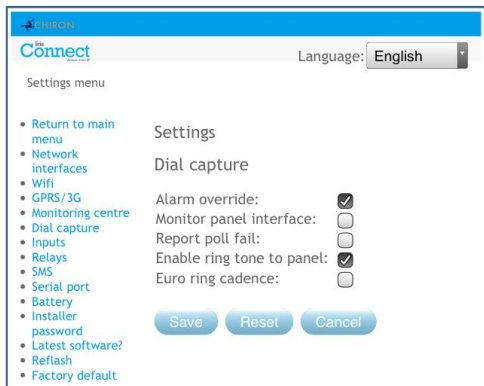 CHIRON
iris
Connect
Language: English
Settings menu
Return to main
menu
Network
interfaces
Wifi
GPRS/3G
Monitoring centre
Dial capture
Inputs
Relays
SMS
Serial port
Battery
Installer
password
Latest software?
Reflash
Factory default
Settings
Dial capture
Alarm override:
Monitor panel interface:
Report poll fail:
Enable ring tone to panel:
Euro ring cadence:
Save Reset Cancel